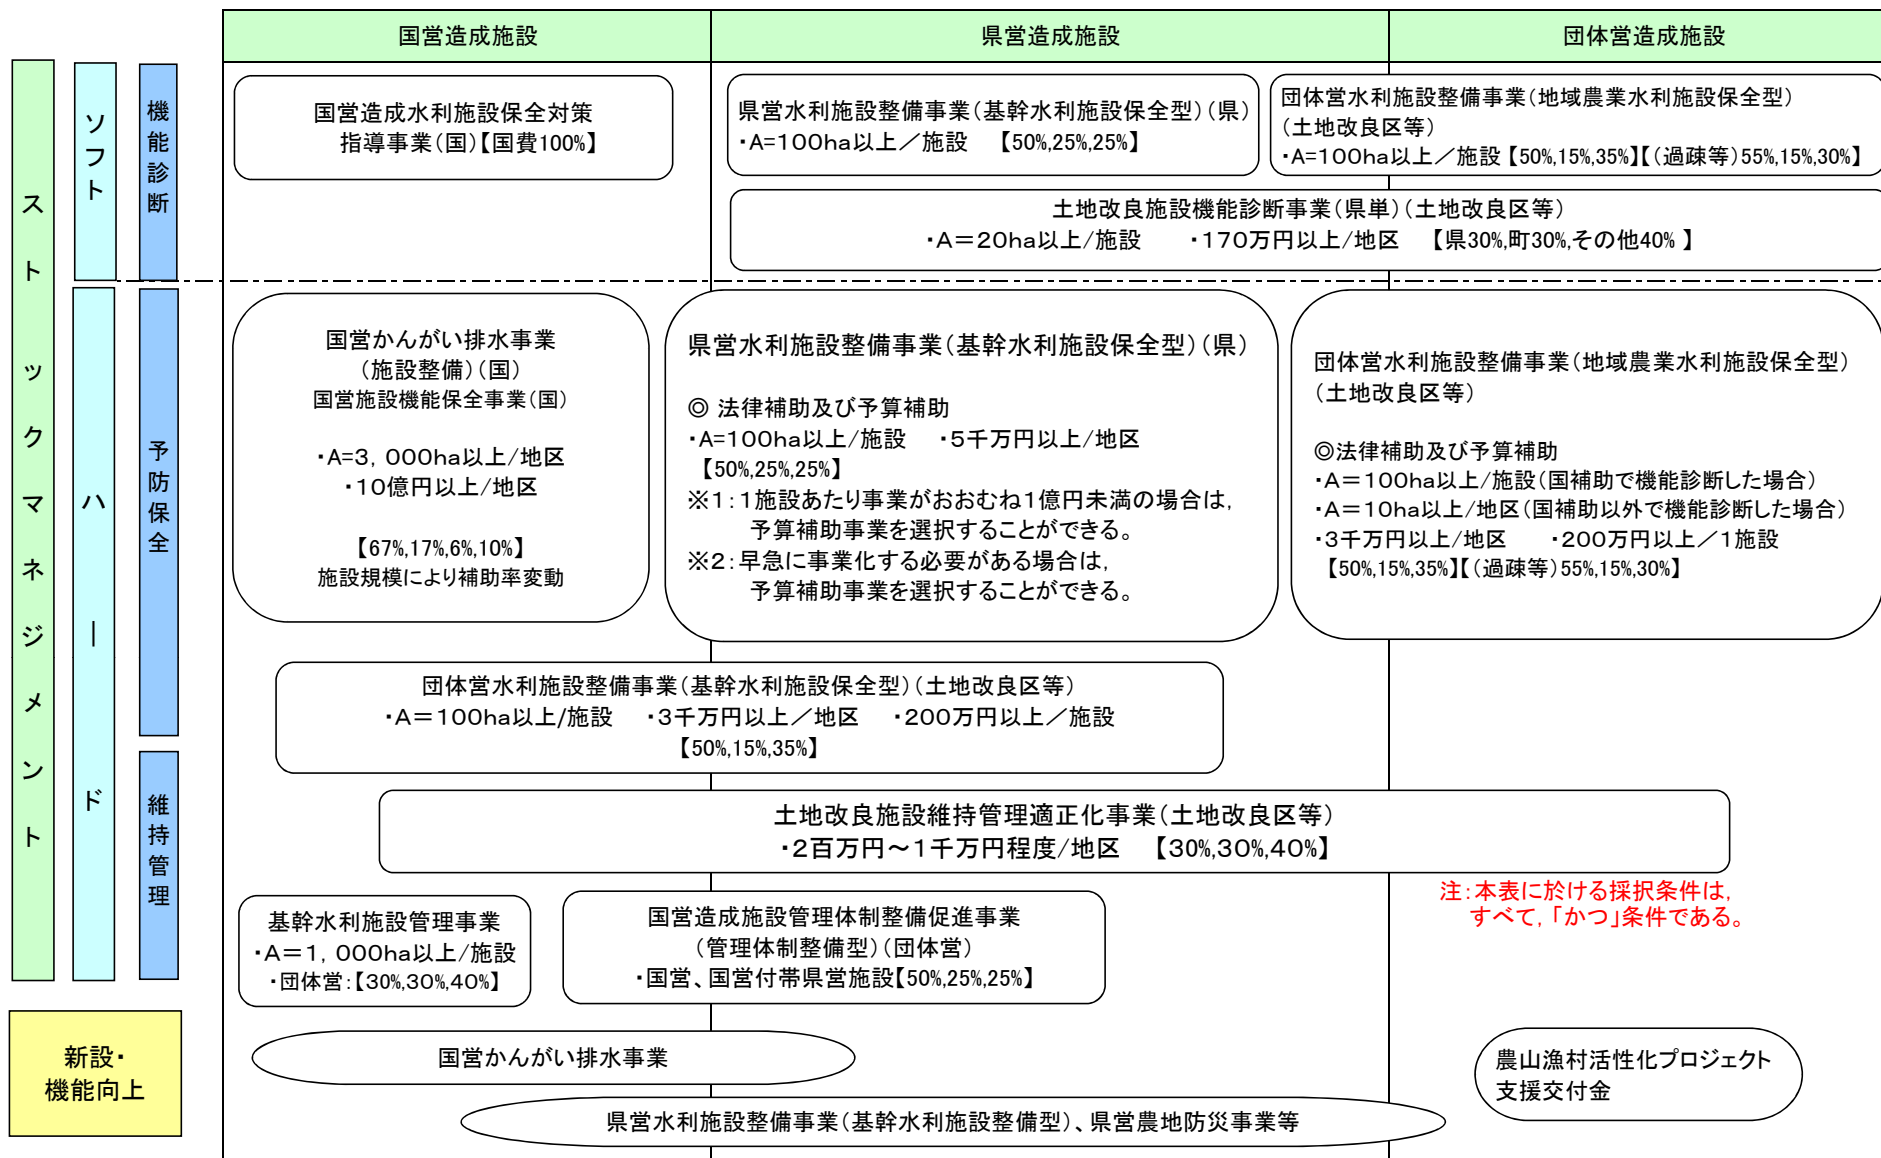 国営造成施設
県営造成施設
団体営造成施設
ストックマネジメント
ソフト
機能診断
国営造成水利施設保全対策
指導事業(国)【国費100%】
県営水利施設整備事業(基幹水利施設保全型)(県)
・A=100ha以上／施設　【50%,25%,25%】
団体営水利施設整備事業(地域農業水利施設保全型)
(土地改良区等)
・A=100ha以上／施設【50%,15%,35%】【(過疎等)55%,15%,30%】
土地改良施設機能診断事業(県単)(土地改良区等)
・A＝20ha以上/施設　・170万円以上/地区　【県30%,町30%,その他40% 】
ハード
予防保全
国営かんがい排水事業
(施設整備)(国)
国営施設機能保全事業(国)
・A=3，000ha以上/地区
・10億円以上/地区
【67%,17%,6%,10%】
施設規模により補助率変動
県営水利施設整備事業(基幹水利施設保全型)(県)
◎ 法律補助及び予算補助
・A=100ha以上/施設　・5千万円以上/地区
【50%,25%,25%】
※1：1施設あたり事業がおおむね1億円未満の場合は，
予算補助事業を選択することができる。
※2：早急に事業化する必要がある場合は，
予算補助事業を選択することができる。
団体営水利施設整備事業(地域農業水利施設保全型)
(土地改良区等)
◎法律補助及び予算補助
・A＝100ha以上/施設(国補助で機能診断した場合)
・A＝10ha以上/地区(国補助以外で機能診断した場合)
・3千万円以上/地区　・200万円以上／1施設
【50%,15%,35%】【(過疎等)55%,15%,30%】
団体営水利施設整備事業(基幹水利施設保全型)(土地改良区等)
・A＝100ha以上/施設　・3千万円以上／地区　・200万円以上／施設
【50%,15%,35%】
維持管理
土地改良施設維持管理適正化事業(土地改良区等)
・2百万円～1千万円程度/地区　【30%,30%,40%】
基幹水利施設管理事業
・A＝1，000ha以上/施設
・団体営：【30%,30%,40%】
国営造成施設管理体制整備促進事業
(管理体制整備型)(団体営)
・国営、国営付帯県営施設【50%,25%,25%】
注：本表に於ける採択条件は，
すべて，「かつ」条件である。
新設・
機能向上
国営かんがい排水事業
農山漁村活性化プロジェクト
支援交付金
県営水利施設整備事業(基幹水利施設整備型)、県営農地防災事業等